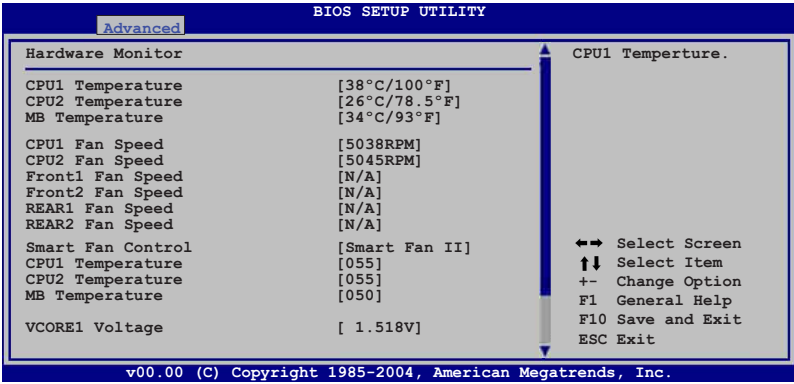 BIOS SETUP UTILITY
Advanced
Hardware Monitor
CPU1 Temperature [38°C/100°F]
CPU2 Temperature [26°C/78.5°F]
MB Temperature [34°C/93°F]
CPU1 Fan Speed [5038RPM]
CPU2 Fan Speed [5045RPM]
Front1 Fan Speed [N/A]
Front2 Fan Speed [N/A]
REAR1 Fan Speed [N/A]
REAR2 Fan Speed [N/A]
Smart Fan Control [Smart Fan II]
CPU1 Temperature [055]
CPU2 Temperature [055]
MB Temperature [050]
VCORE1 Voltage [ 1.518V]
CPU1 Temperture.
←→ Select Screen
↑↓ Select Item
+- Change Option
F1 General Help
F10 Save and Exit
ESC Exit
v00.00 (C) Copyright 1985-2004, American Megatrends, Inc.